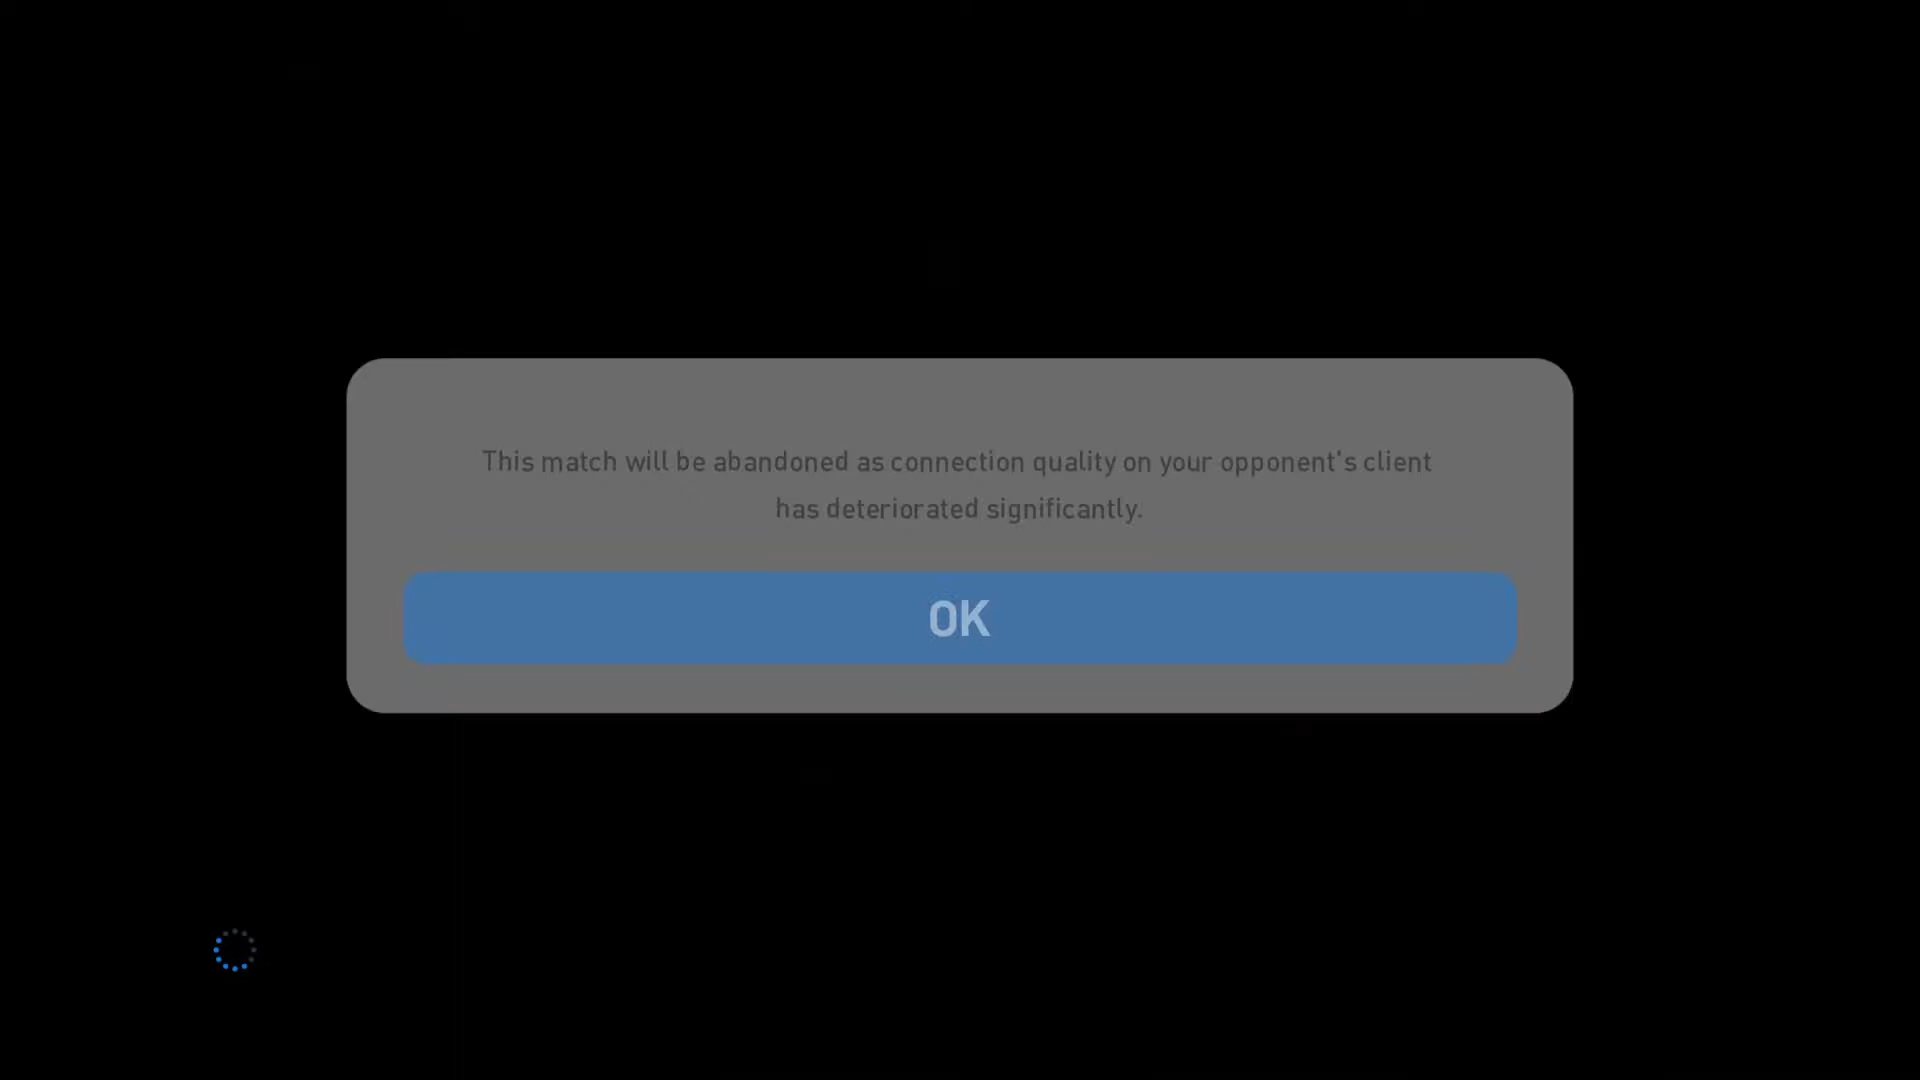 This match will be abandoned as connection quality on your opponent's client
has deteriorated significantly.
OK